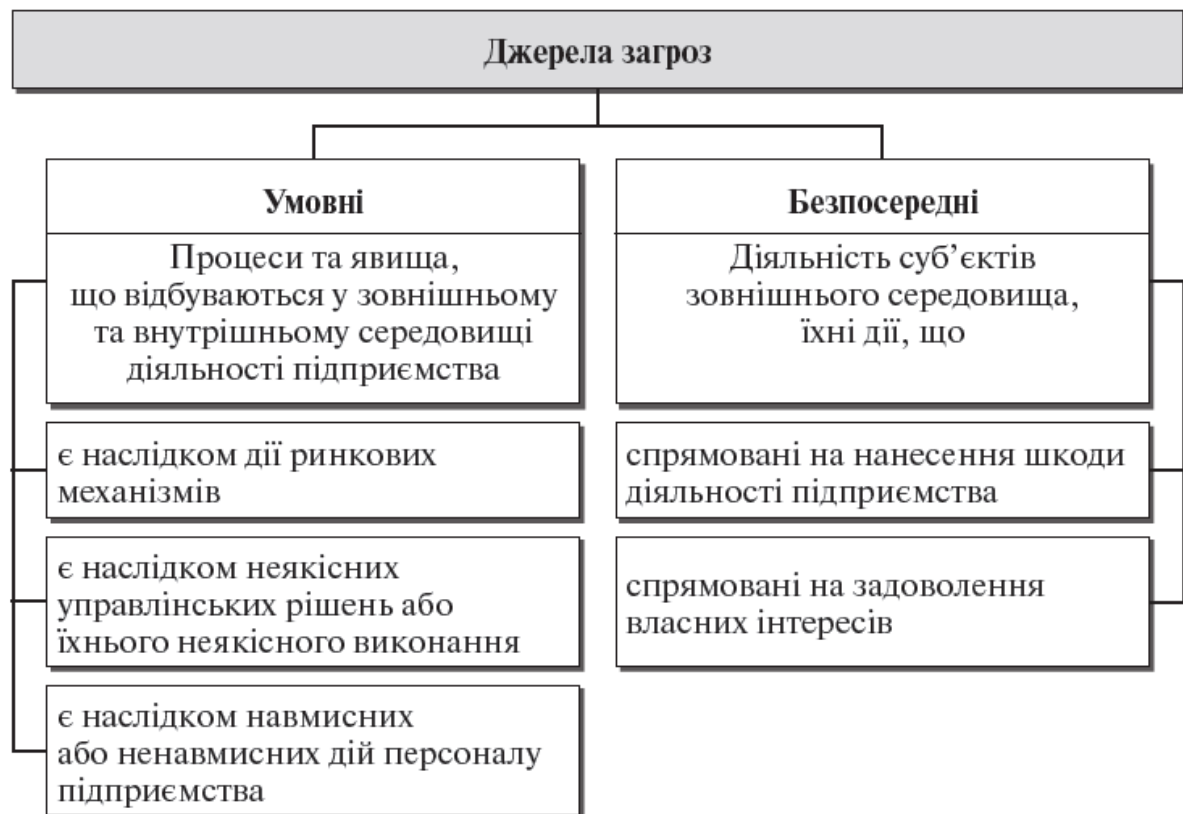 Джерела загроз
Умовні
Процеси та явища,
що відбуваються у зовнішньому
та внутрішньому середовищі
діяльності підприємства
є наслідком дії ринкових
механізмів
є наслідком неякісних
управлінських рішень або
їхнього неякісного виконання
є наслідком навмисних
або ненавмисних дій персоналу
підприємства
Безпосередні
Діяльність суб’єктів
зовнішнього середовища,
їхні дії, що
спрямовані на нанесення шкоди
діяльності підприємства
спрямовані на задоволення
власних інтересів